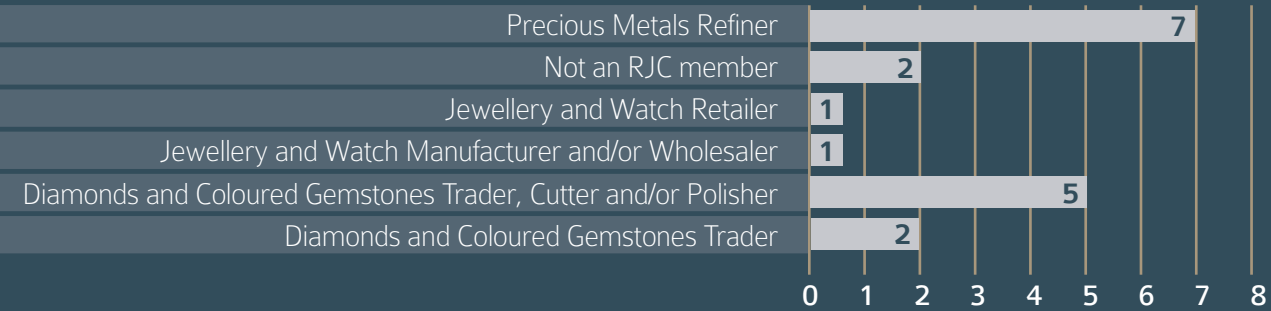 Precious Metals Refiner 7
Not an RJC member 2
Jewellery and Watch Retailer 1
Jewellery and Watch Manufacturer and/or Wholesaler 1
Diamonds and Coloured Gemstones Trader, Cutter and/or Polisher 5
Diamonds and Coloured Gemstones Trader 2
0 1 2 3 4 5 6 7 8